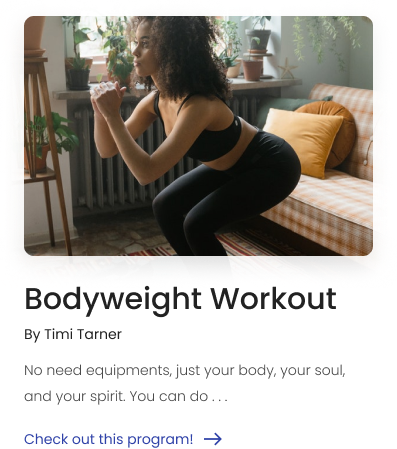 Bodyweight Workout
By Timi Tarner
No need equipments, just your body, your soul,
and your spirit. You can do . . .
Check out this program! →